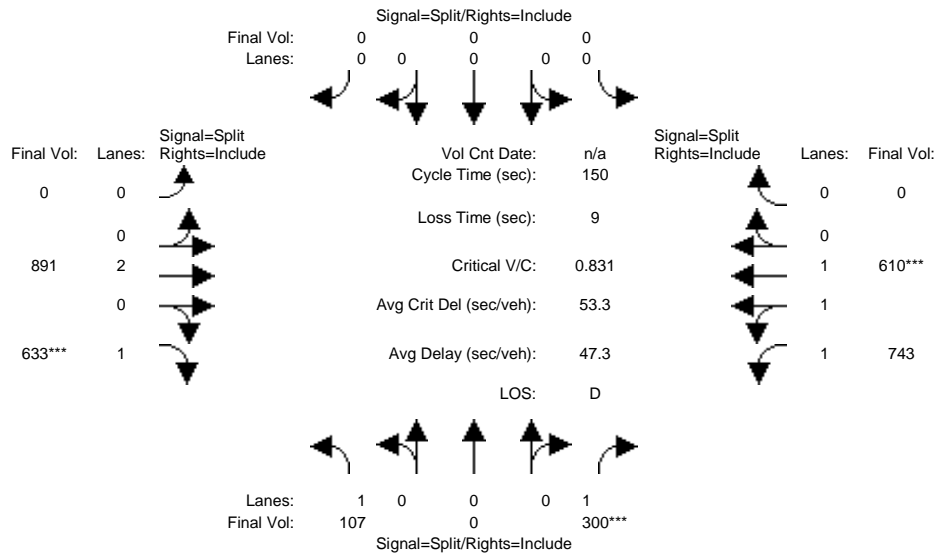 Signal=Split/Rights=Include
Final Vol: 0 0 0
Lanes: 0 0 0 0 0
Signal=Split Signal=Split
Final Vol: Lanes: Rights=Include Vol Cnt Date: n/a Rights=Include Lanes: Final Vol:
Cycle Time (sec): 150
0 0 0 0
Loss Time (sec): 9
0 0
891 2 Critical V/C: 0.831 1 610***
0 Avg Crit Del (sec/veh): 53.3 1
633*** 1 Avg Delay (sec/veh): 47.3 1 743
LOS: D
Lanes: 1 0 0 0 1
Final Vol: 107 0 300***
Signal=Split/Rights=Include